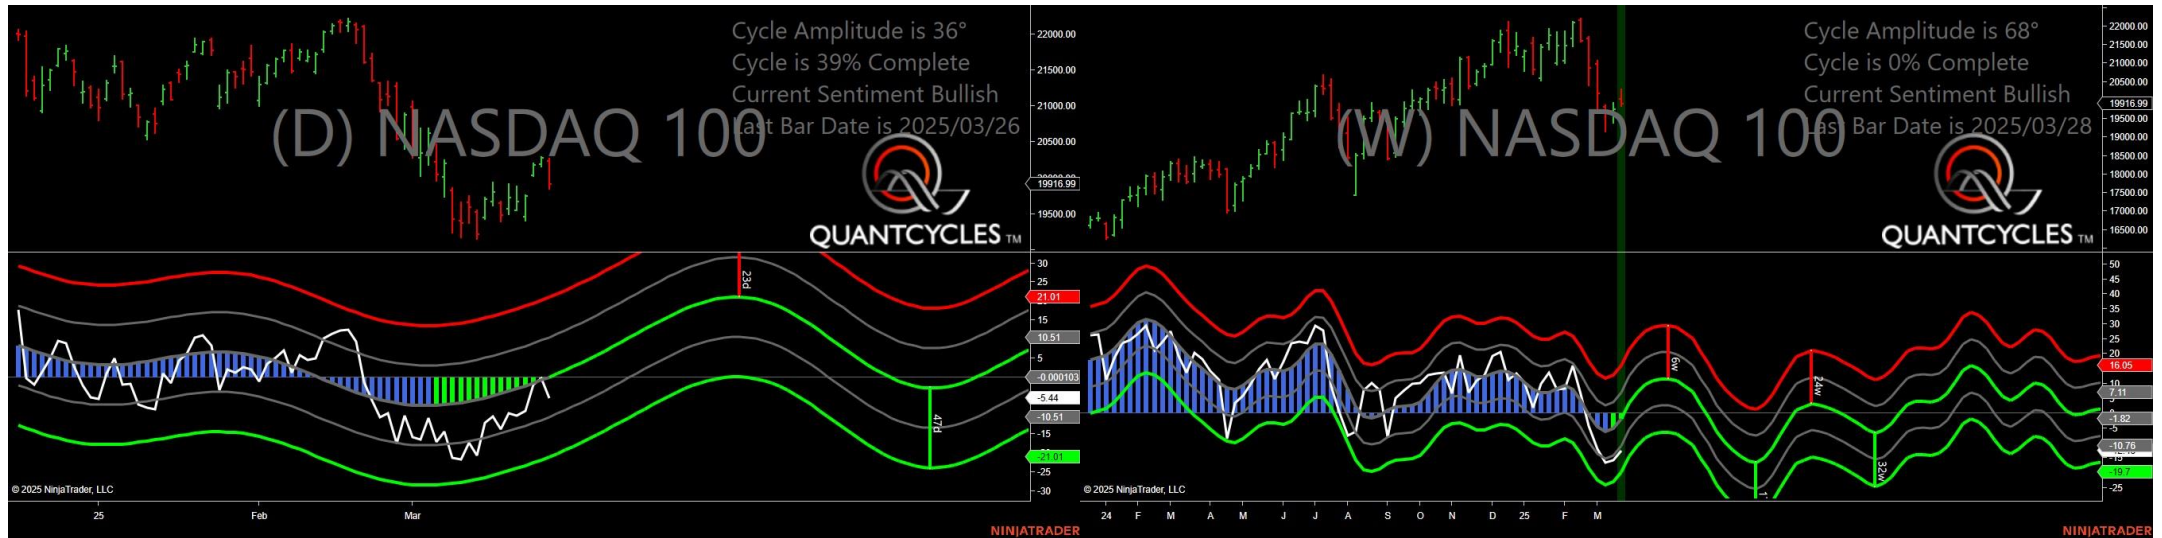 Cycle Amplitude is 36°
Cycle is 39% Complete
Current Sentiment Bullish
Last Bar Date is 2025/03/26
(D) NASDAQ 100
QUANTCYCLES TM
22000.00
21500.00
21000.00
20500.00
19916.99
19500.00
30
25
21.01
15
10.51
5
-0.000103
-5.44
-10.51
-15
-21.01
-25
-30
23d
47d
© 2025 NinjaTrader, LLC
25
Feb
Mar
NINJATRADER
Cycle Amplitude is 68°
Cycle is 0% Complete
Current Sentiment Bullish
Last Bar Date is 2025/03/28
(W) NASDAQ 100
QUANTCYCLES TM
22000.00
21500.00
21000.00
20500.00
19916.99
19500.00
19000.00
18500.00
18000.00
17500.00
17000.00
16500.00
50
45
40
35
30
25
20
16.05
10
7.11
-1.82
-5
-10.76
-19.7
-25
6w
24w
32w
© 2025 NinjaTrader, LLC
24
F
M
A
M
J
J
A
S
O
N
D
25
F
M
NINJATRADER